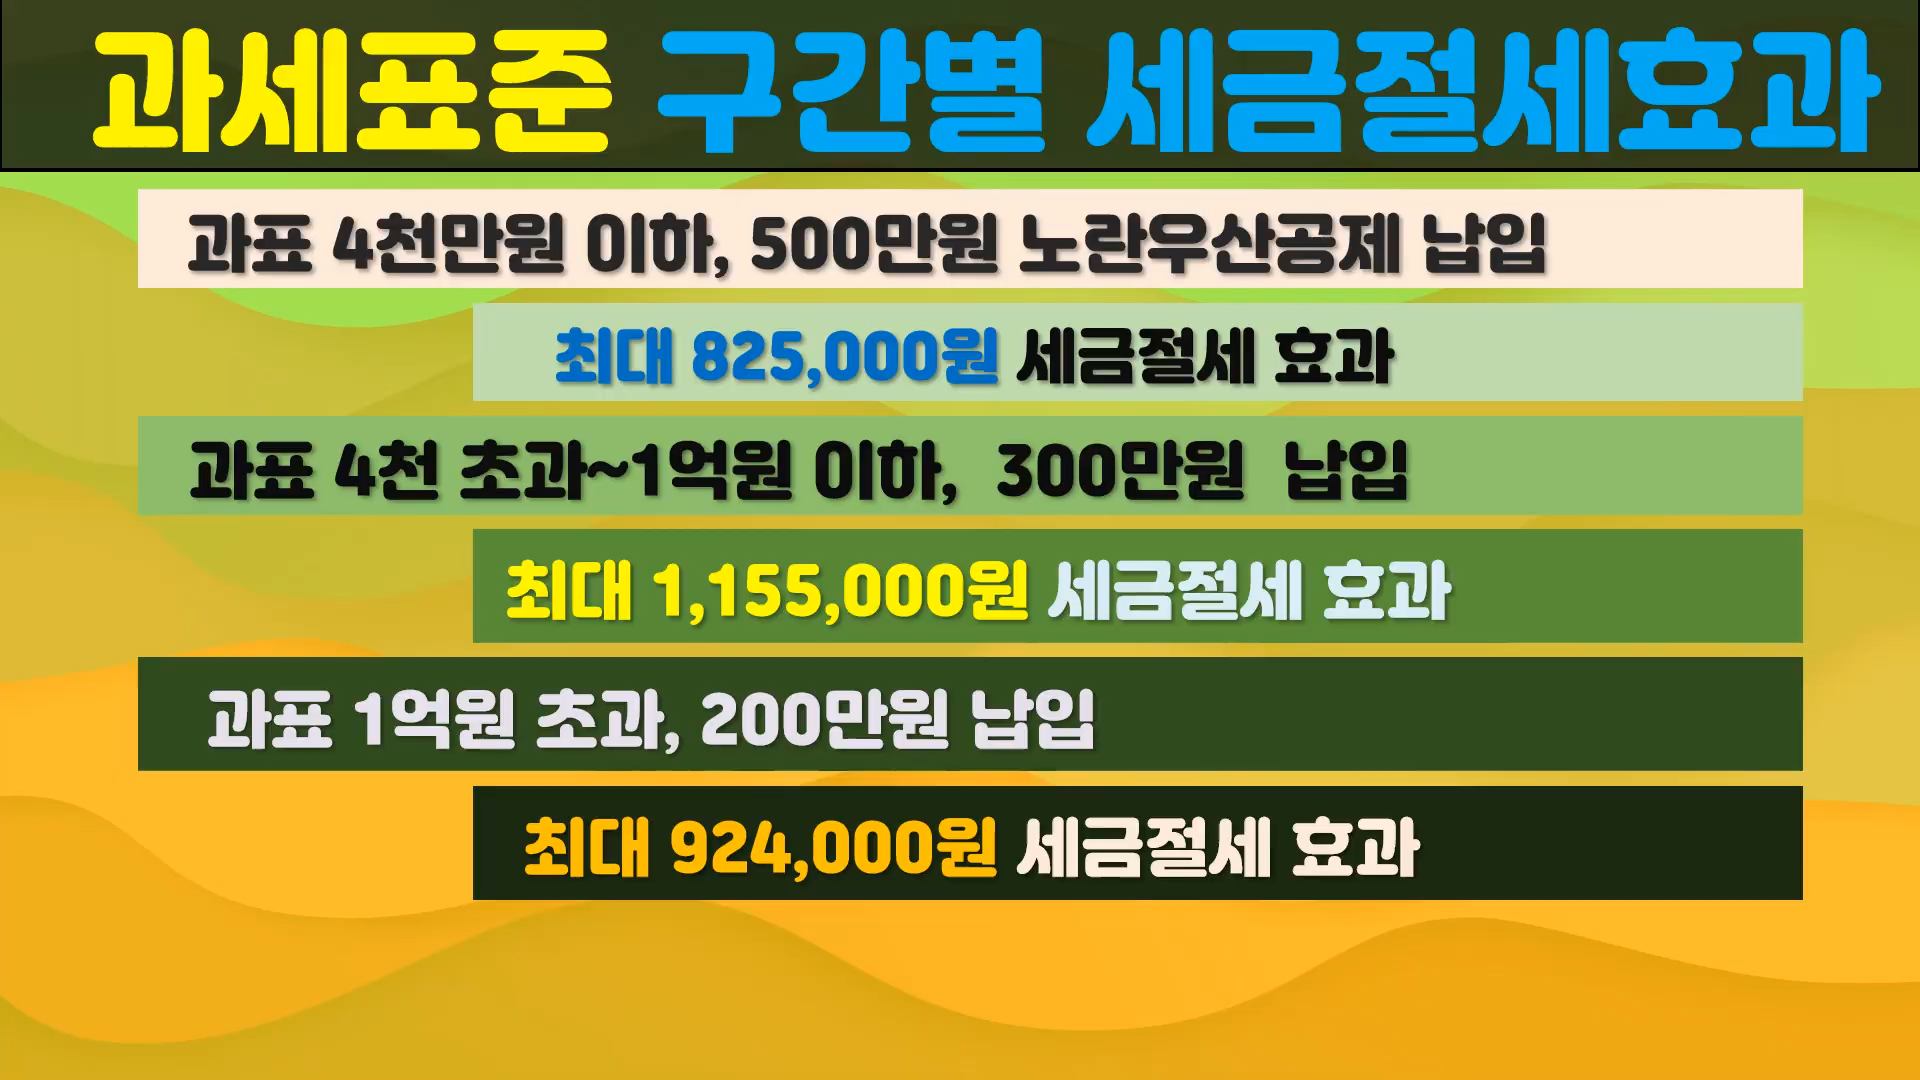 과세표준 구간별 세금절세효과
과표 4천만원 이하, 500만원 노란우산공제 납입
최대 825,000원 세금절세 효과
과표 4천 초과~1억원 이하, 300만원 납입
최대 1,155,000원 세금절세 효과
과표 1억원 초과, 200만원 납입
최대 924,000원 세금절세 효과